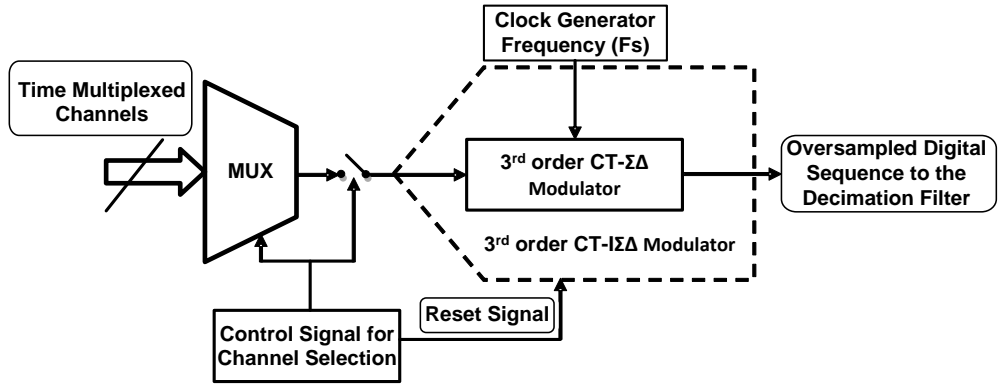 Clock Generator
Frequency (Fs)
Time Multiplexed
Channels
MUX
3rd order CT-ΣΔ
Modulator
Oversampled Digital
Sequence to the
Decimation Filter
3rd order CT-IΣΔ Modulator
Reset Signal
Control Signal for
Channel Selection